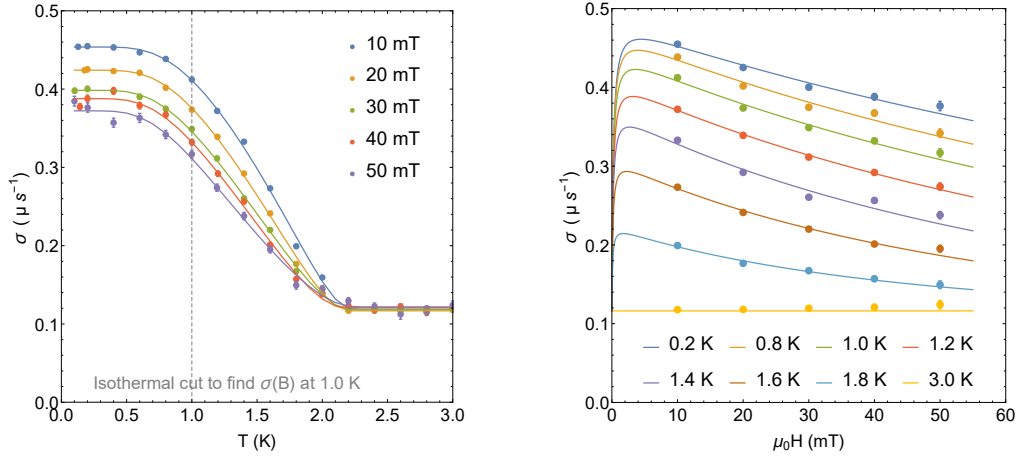 0.5
0.4
0.3
0.2
0.1
0.0
σ ( μ s⁻¹)
10 mT
20 mT
30 mT
40 mT
50 mT
Isothermal cut to find σ(B) at 1.0 K
0.0 0.5 1.0 1.5 2.0 2.5 3.0
T (K)
0.5
0.4
0.3
0.2
0.1
0.0
σ ( μ s⁻¹)
0.2 K 0.8 K 1.0 K 1.2 K
1.4 K 1.6 K 1.8 K 3.0 K
0 10 20 30 40 50 60
μ₀H (mT)